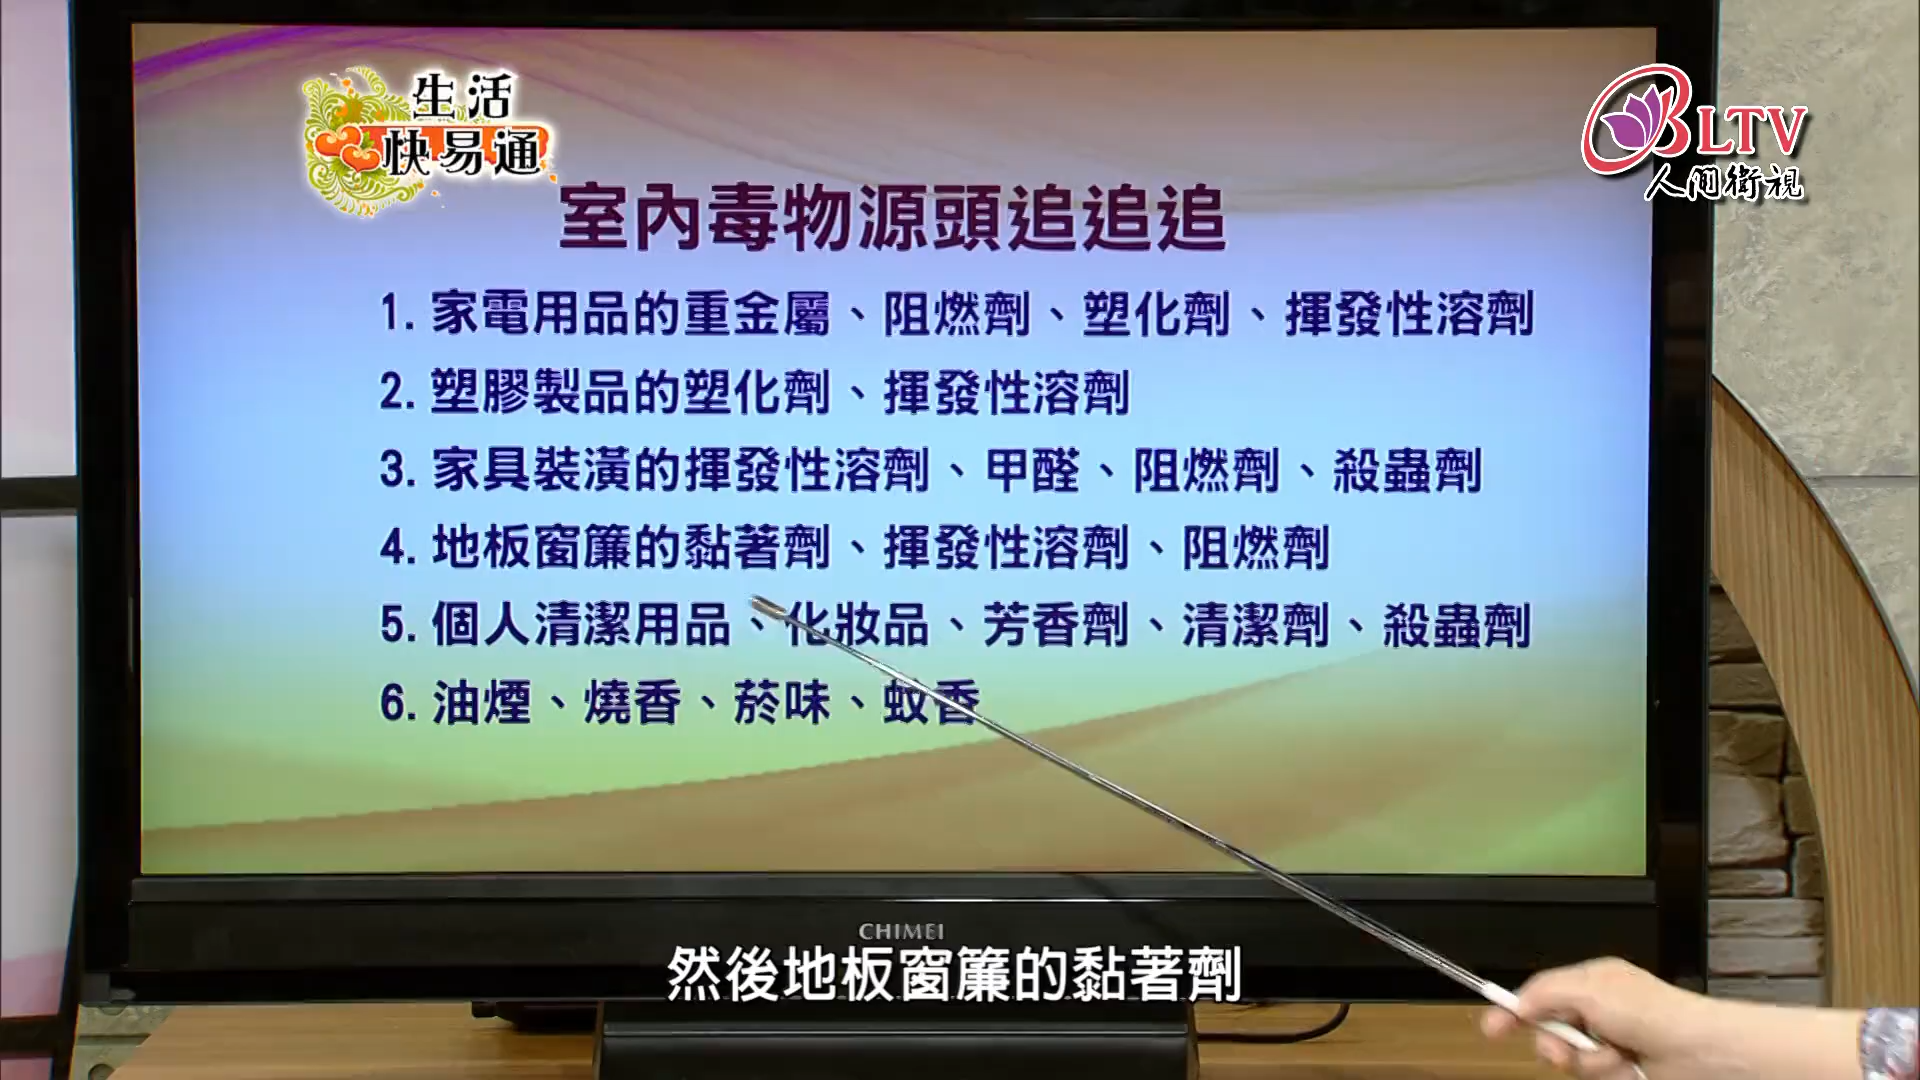 生活
快易通
BLTV
人間衛視
室內毒物源頭追追追
1. 家電用品的重金屬、阻燃劑、塑化劑、揮發性溶劑
2. 塑膠製品的塑化劑、揮發性溶劑
3. 家具裝潢的揮發性溶劑、甲醛、阻燃劑、殺蟲劑
4. 地板窗簾的黏著劑、揮發性溶劑、阻燃劑
5. 個人清潔用品、化妝品、芳香劑、清潔劑、殺蟲劑
6. 油煙、燒香、菸味、蚊香
CHIMEI
然後地板窗簾的黏著劑